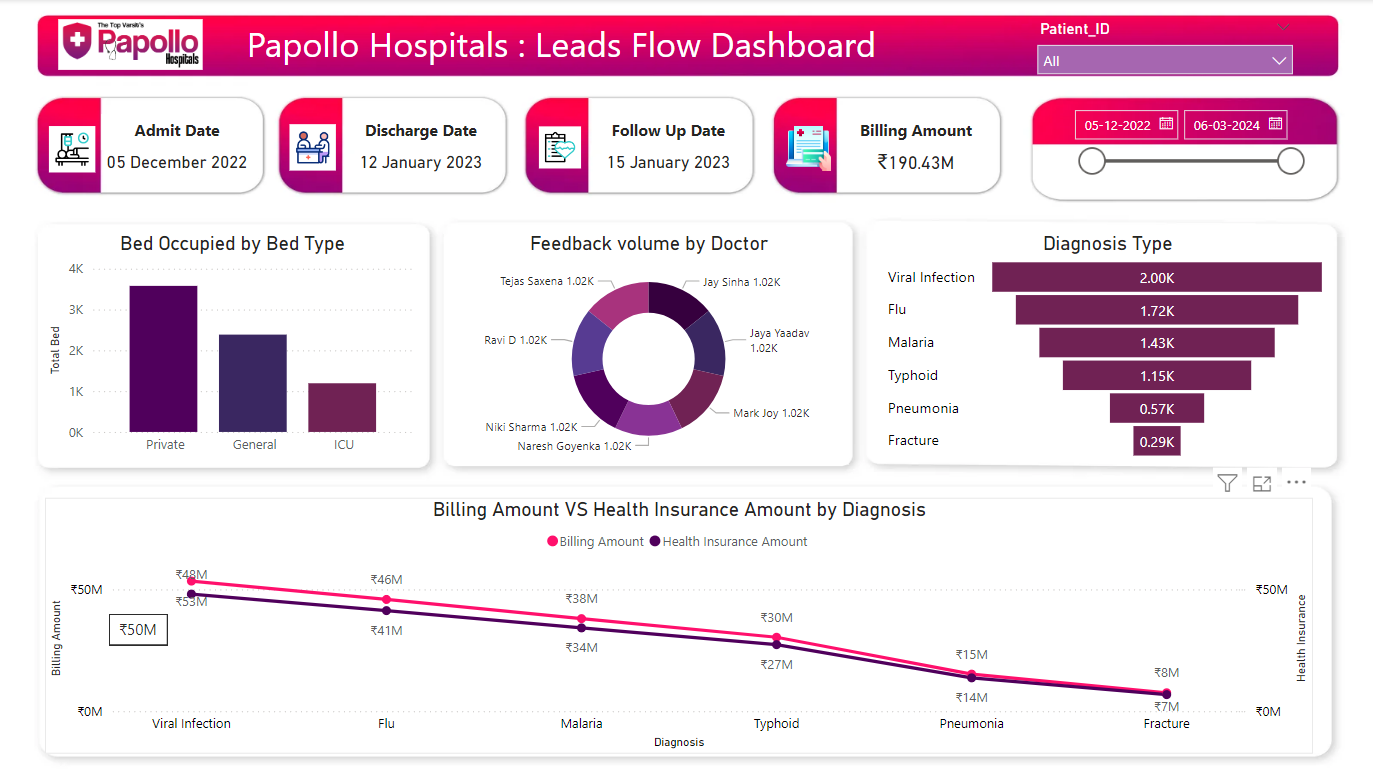 The Top Varsiti's
Papollo
Hospitals
Papollo Hospitals : Leads Flow Dashboard
Patient_ID
All
Admit Date
05 December 2022
Discharge Date
12 January 2023
Follow Up Date
15 January 2023
Billing Amount
₹190.43M
05-12-2022
06-03-2024
Bed Occupied by Bed Type
4K
3K
2K
1K
0K
Total Bed
Private
General
ICU
Feedback volume by Doctor
Tejas Saxena 1.02K
Jay Sinha 1.02K
Ravi D 1.02K
Jaya Yaadav
1.02K
Mark Joy 1.02K
Niki Sharma 1.02K
Naresh Goyenka 1.02K
Diagnosis Type
Viral Infection 2.00K
Flu 1.72K
Malaria 1.43K
Typhoid 1.15K
Pneumonia 0.57K
Fracture 0.29K
Billing Amount VS Health Insurance Amount by Diagnosis
Billing Amount Health Insurance Amount
₹50M
₹0M
Billing Amount
₹50M
₹48M
₹53M
₹46M
₹41M
₹38M
₹34M
₹30M
₹27M
₹15M
₹14M
₹8M
₹7M
₹50M
₹0M
Health Insurance
Viral Infection
Flu
Malaria
Typhoid
Pneumonia
Fracture
Diagnosis